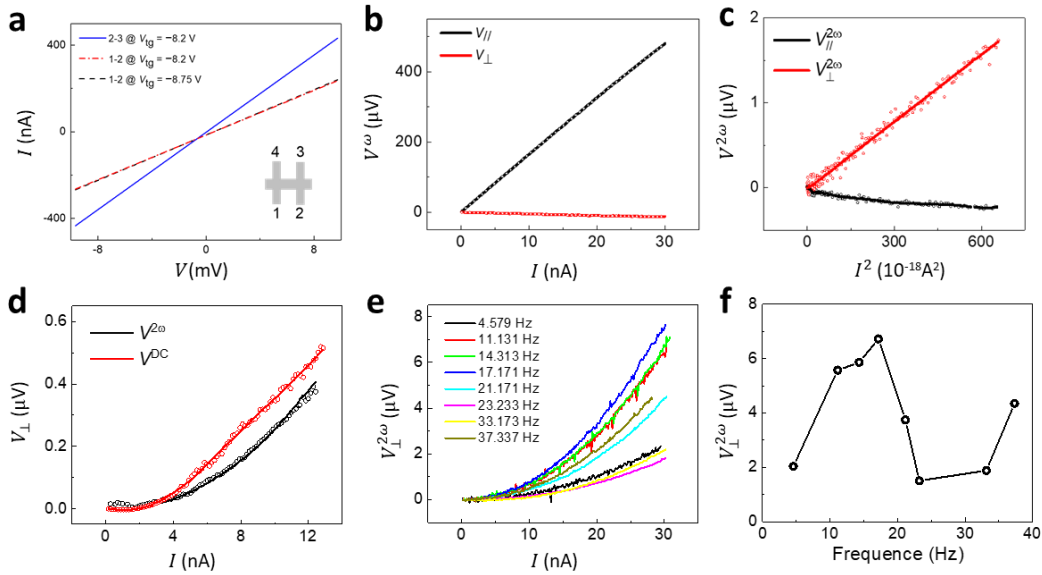 a
2-3 @ Vtg = −8.2 V
1-2 @ Vtg = −8.2 V
1-2 @ Vtg = −8.75 V
400
0
-400
I (nA)
4 3
1 2
-8 0 8
V(mV)
b
V//
V⊥
400
200
0
Vω (μV)
0 10 20 30
I (nA)
c
V//2ω
V⊥2ω
2
1
0
V2ω (μV)
0 300 600
I2 (10-18A2)
d
V2ω
VDC
0.6
0.4
0.2
0.0
V⊥ (μV)
0 4 8 12
I (nA)
e
4.579 Hz
11.131 Hz
14.313 Hz
17.171 Hz
21.171 Hz
23.233 Hz
33.173 Hz
37.337 Hz
8
6
4
2
0
V⊥2ω (μV)
0 10 20 30
I (nA)
f
8
6
4
2
0
V⊥2ω (μV)
0 10 20 30 40
Frequence (Hz)